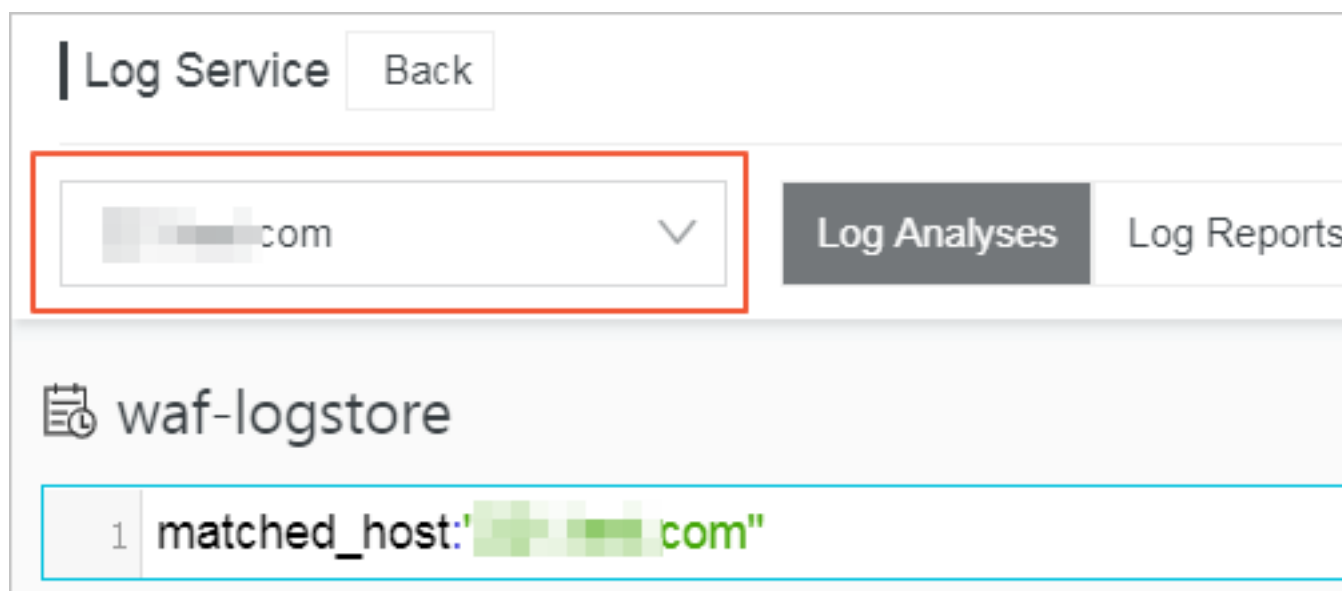 Log Service Back
com Log Analyses Log Reports
waf-logstore
1 matched_host:" com"